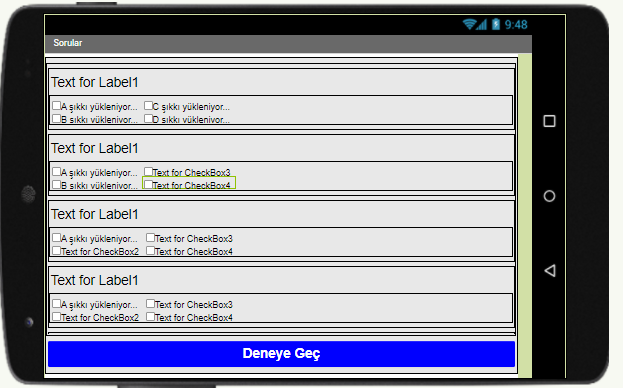 9:48
Sorular
Text for Label1
A şıkkı yükleniyor... C şıkkı yükleniyor...
B şıkkı yükleniyor... D şıkkı yükleniyor...
Text for Label1
A şıkkı yükleniyor... Text for CheckBox3
B şıkkı yükleniyor... Text for CheckBox4
Text for Label1
A şıkkı yükleniyor... Text for CheckBox3
Text for CheckBox2 Text for CheckBox4
Text for Label1
A şıkkı yükleniyor... Text for CheckBox3
Text for CheckBox2 Text for CheckBox4
Deneye Geç